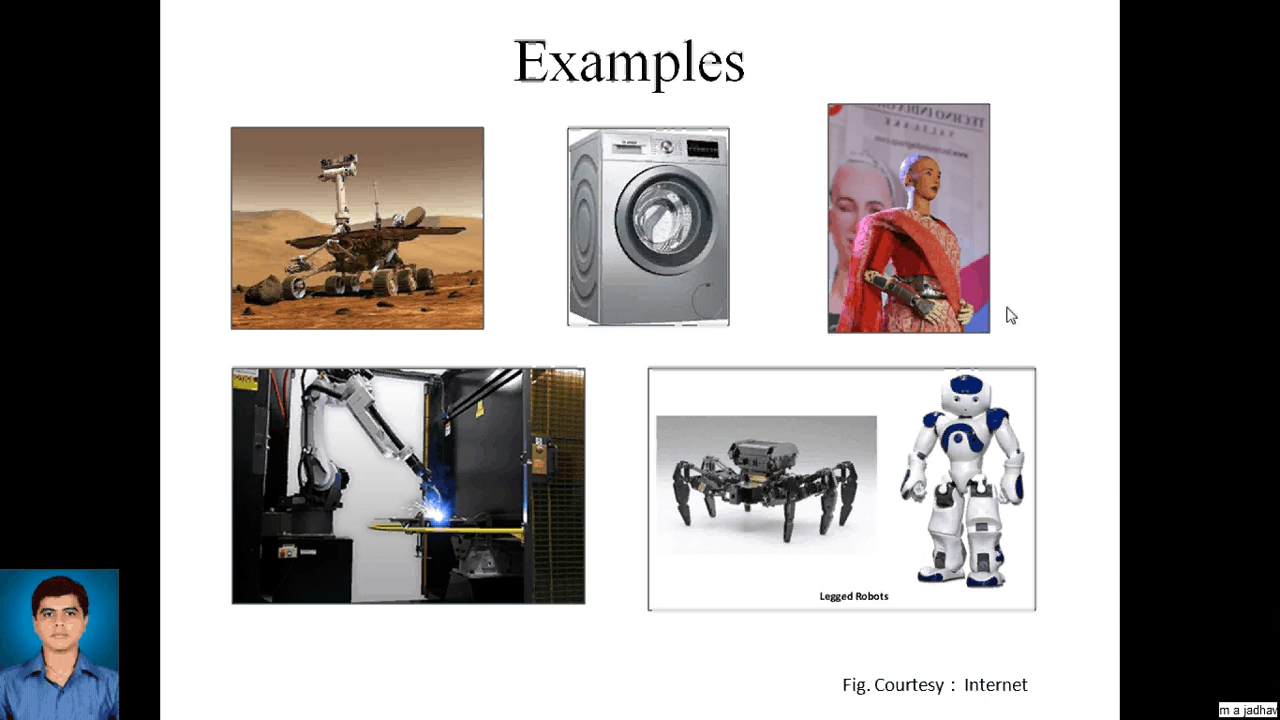 Examples
Legged Robots
Fig. Courtesy : Internet
m a jadhav